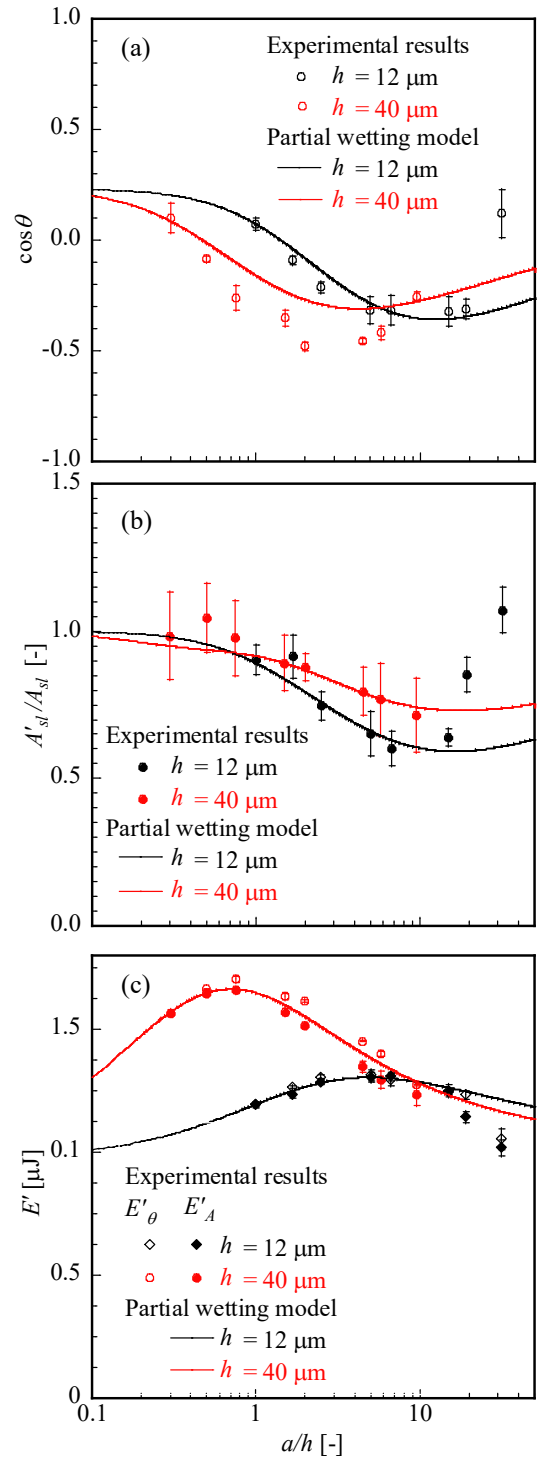 (a)
Experimental results
h = 12 μm
h = 40 μm
Partial wetting model
h = 12 μm
h = 40 μm
1.0
0.5
0.0
-0.5
-1.0
cos θ
(b)
1.5
1.0
0.5
0.0
A'sl/Asl [-]
Experimental results
h = 12 μm
h = 40 μm
Partial wetting model
h = 12 μm
h = 40 μm
(c)
1.5
0.1
0.5
0
E' [μJ]
Experimental results
E'θ E'A
h = 12 μm
h = 40 μm
Partial wetting model
h = 12 μm
h = 40 μm
0.1 1 10
a/h [-]